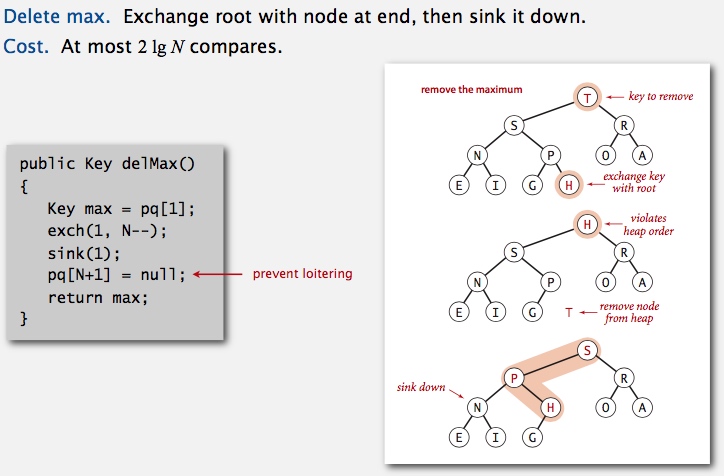 Delete max. Exchange root with node at end, then sink it down.
Cost. At most 2 lg N compares.
public Key delMax()
{
Key max = pq[1];
exch(1, N--);
sink(1);
pq[N+1] = null;
return max;
}
prevent loitering
remove the maximum
T
key to remove
S
R
N
P
O
A
E
I
G
H
exchange key
with root
H
violates
heap order
S
R
N
P
O
A
E
I
G
T
remove node
from heap
S
P
R
sink down
N
H
O
A
E
I
G